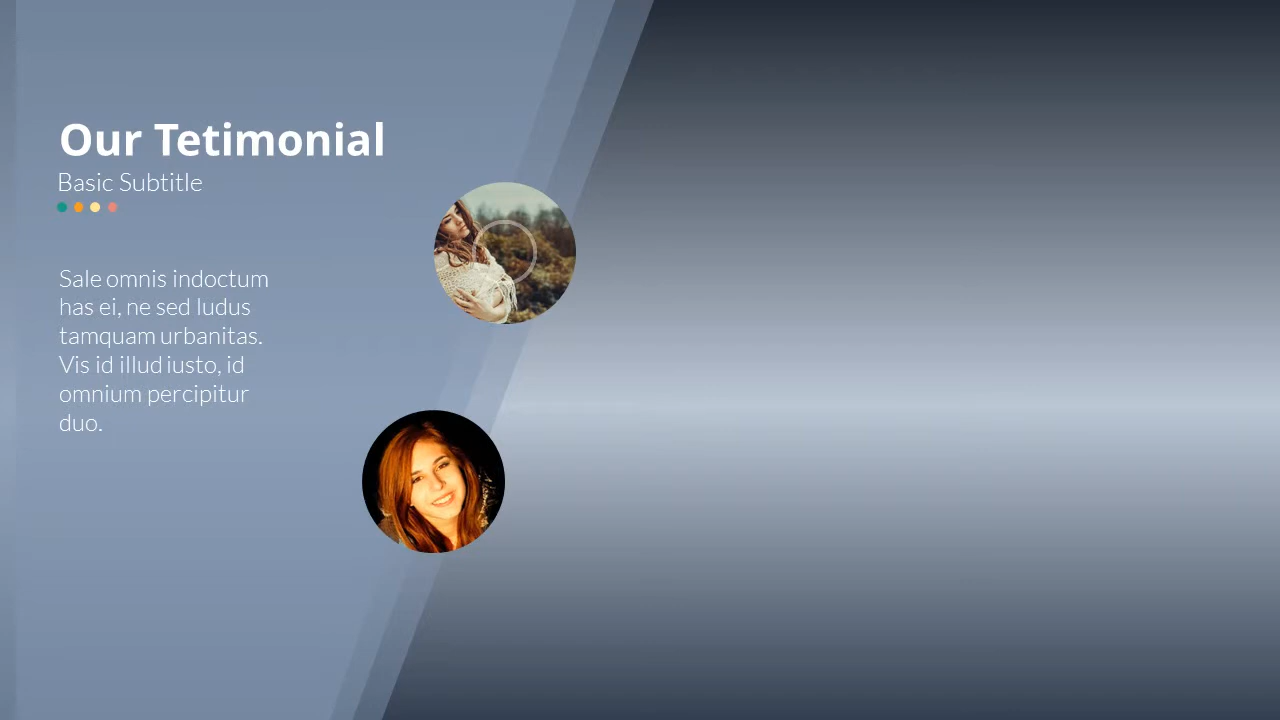 Our Tetimonial
Basic Subtitle
Sale omnis indoctum
has ei, ne sed ludus
tamquam urbanitas.
Vis id illud iusto, id
omnium percipitur
duo.